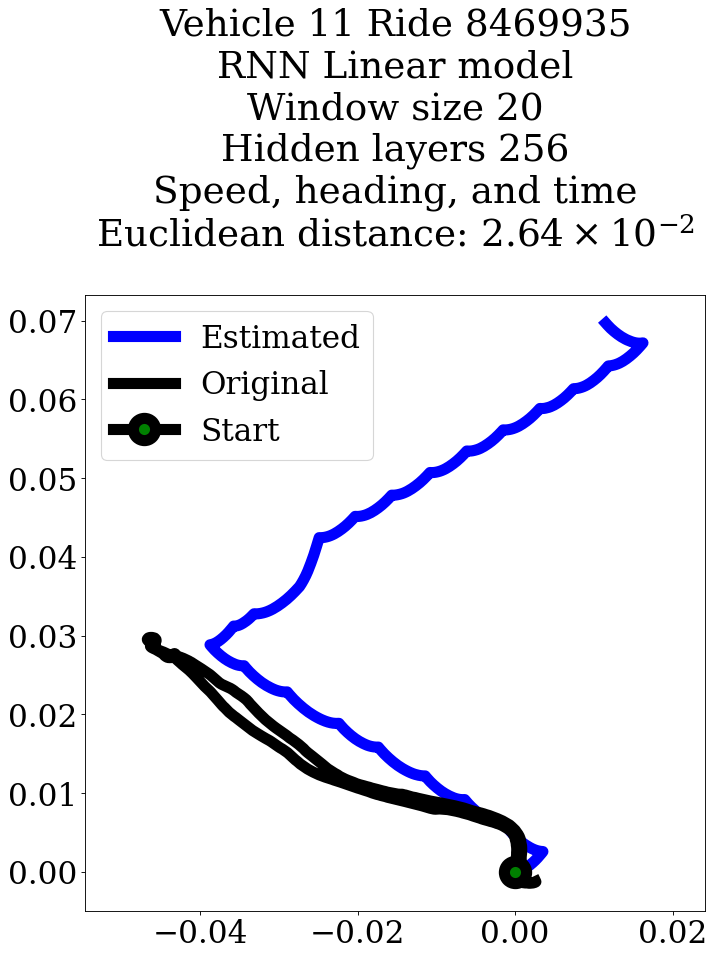 Vehicle 11 Ride 8469935
RNN Linear model
Window size 20
Hidden layers 256
Speed, heading, and time
Euclidean distance: 2.64 × 10⁻²
Estimated
Original
Start
0.07
0.06
0.05
0.04
0.03
0.02
0.01
0.00
−0.04 −0.02 0.00 0.02